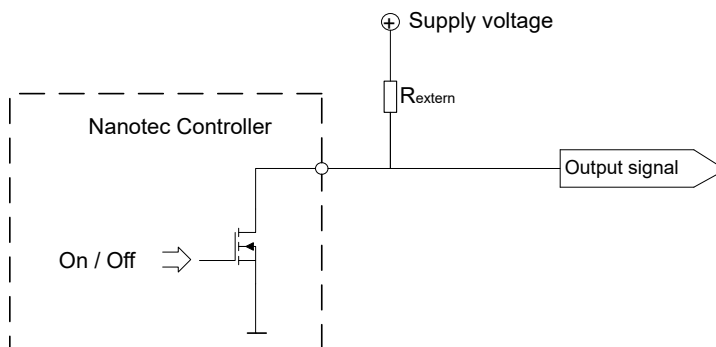 Supply voltage
Rextern
Nanotec Controller
Output signal
On / Off